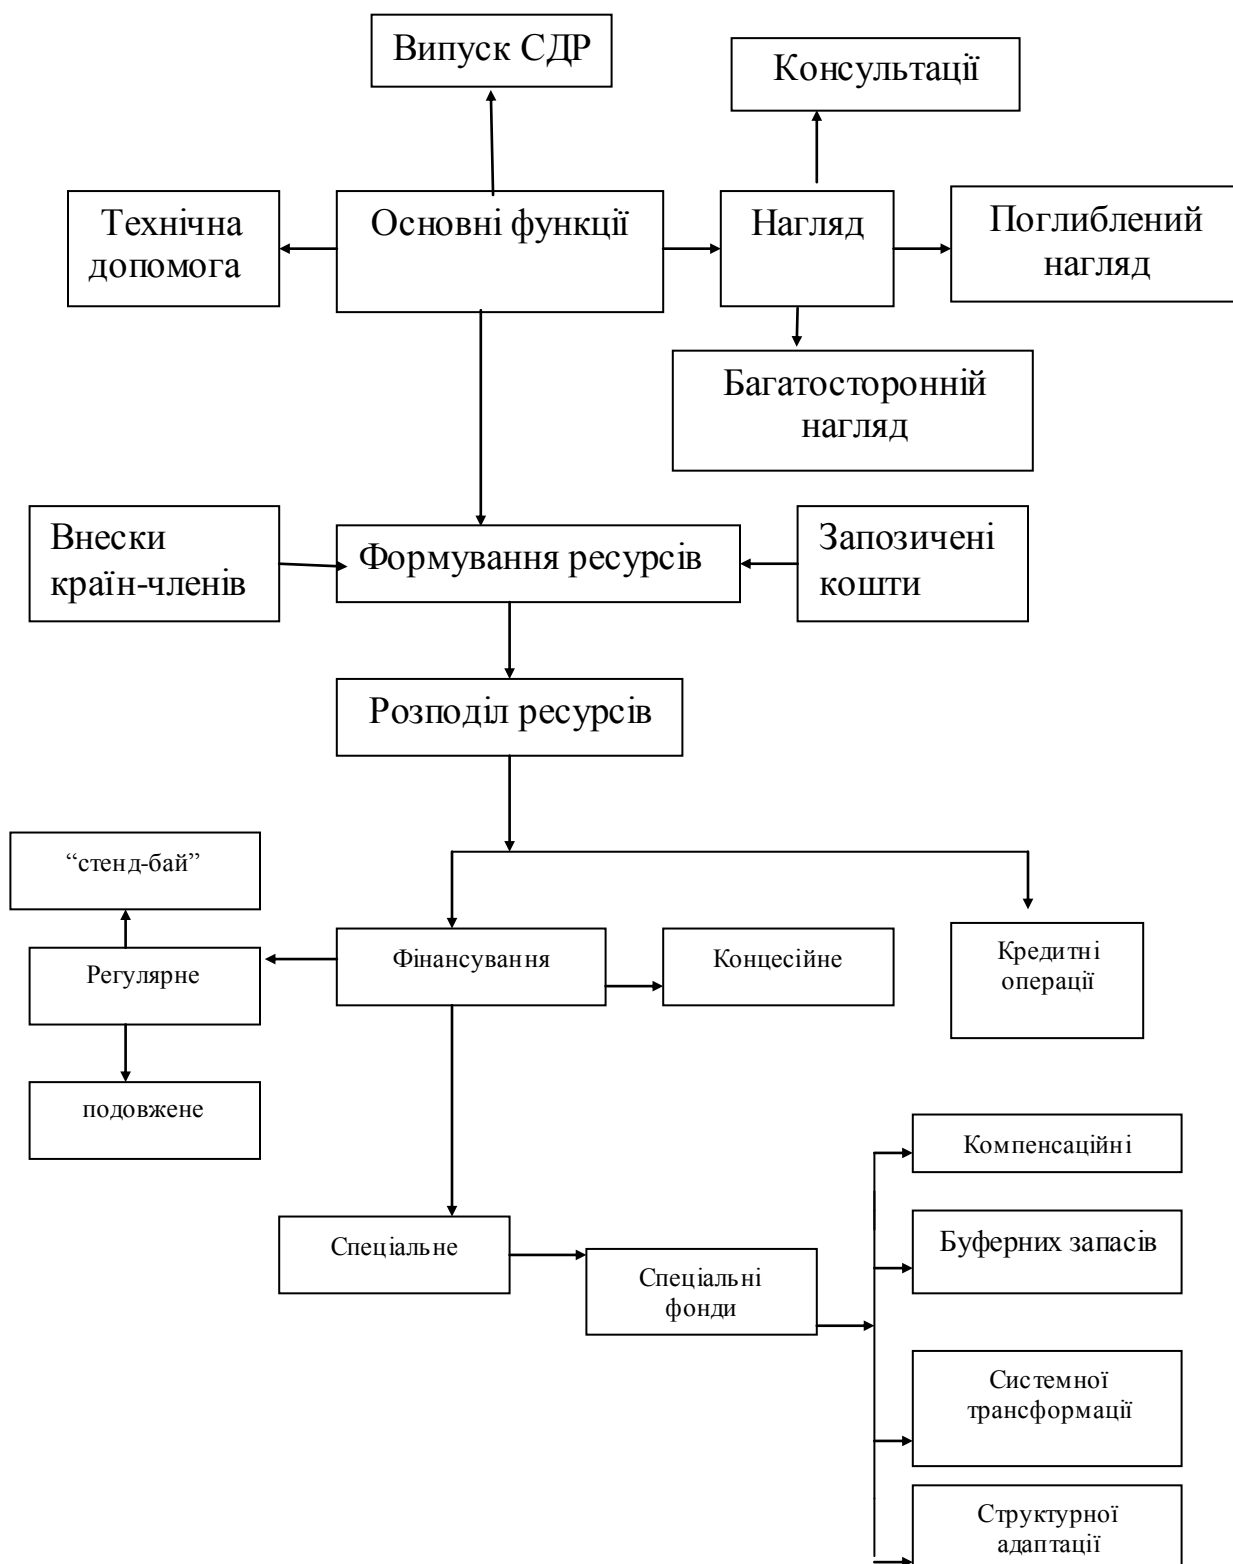 Випуск СДР
Консультації
Технічна
допомога
Основні функції
Нагляд
Поглиблений
нагляд
Багатосторонній
нагляд
Внески
країн-членів
Формування ресурсів
Запозичені
кошти
Розподіл ресурсів
“стенд-бай”
Регулярне
Фінансування
Концесійне
Кредитні
операції
подовжене
Компенсаційні
Спеціальне
Спеціальні
фонди
Буферних запасів
Системної
трансформації
Структурної
адаптації